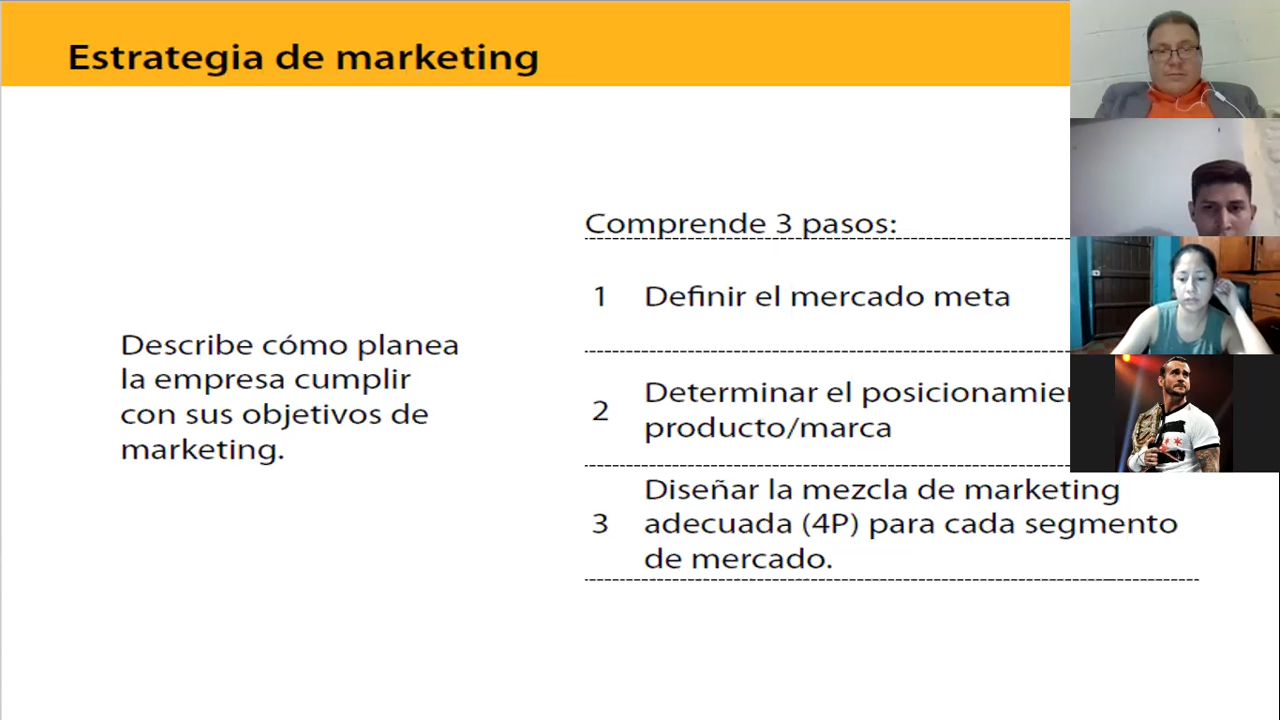 Estrategia de marketing
Comprende 3 pasos:
1 Definir el mercado meta
Describe cómo planea
la empresa cumplir
con sus objetivos de
marketing.
2 Determinar el
producto/marca
3 Diseñar la mezcla de marketing
adecuada (4P) para cada segmento
de mercado.